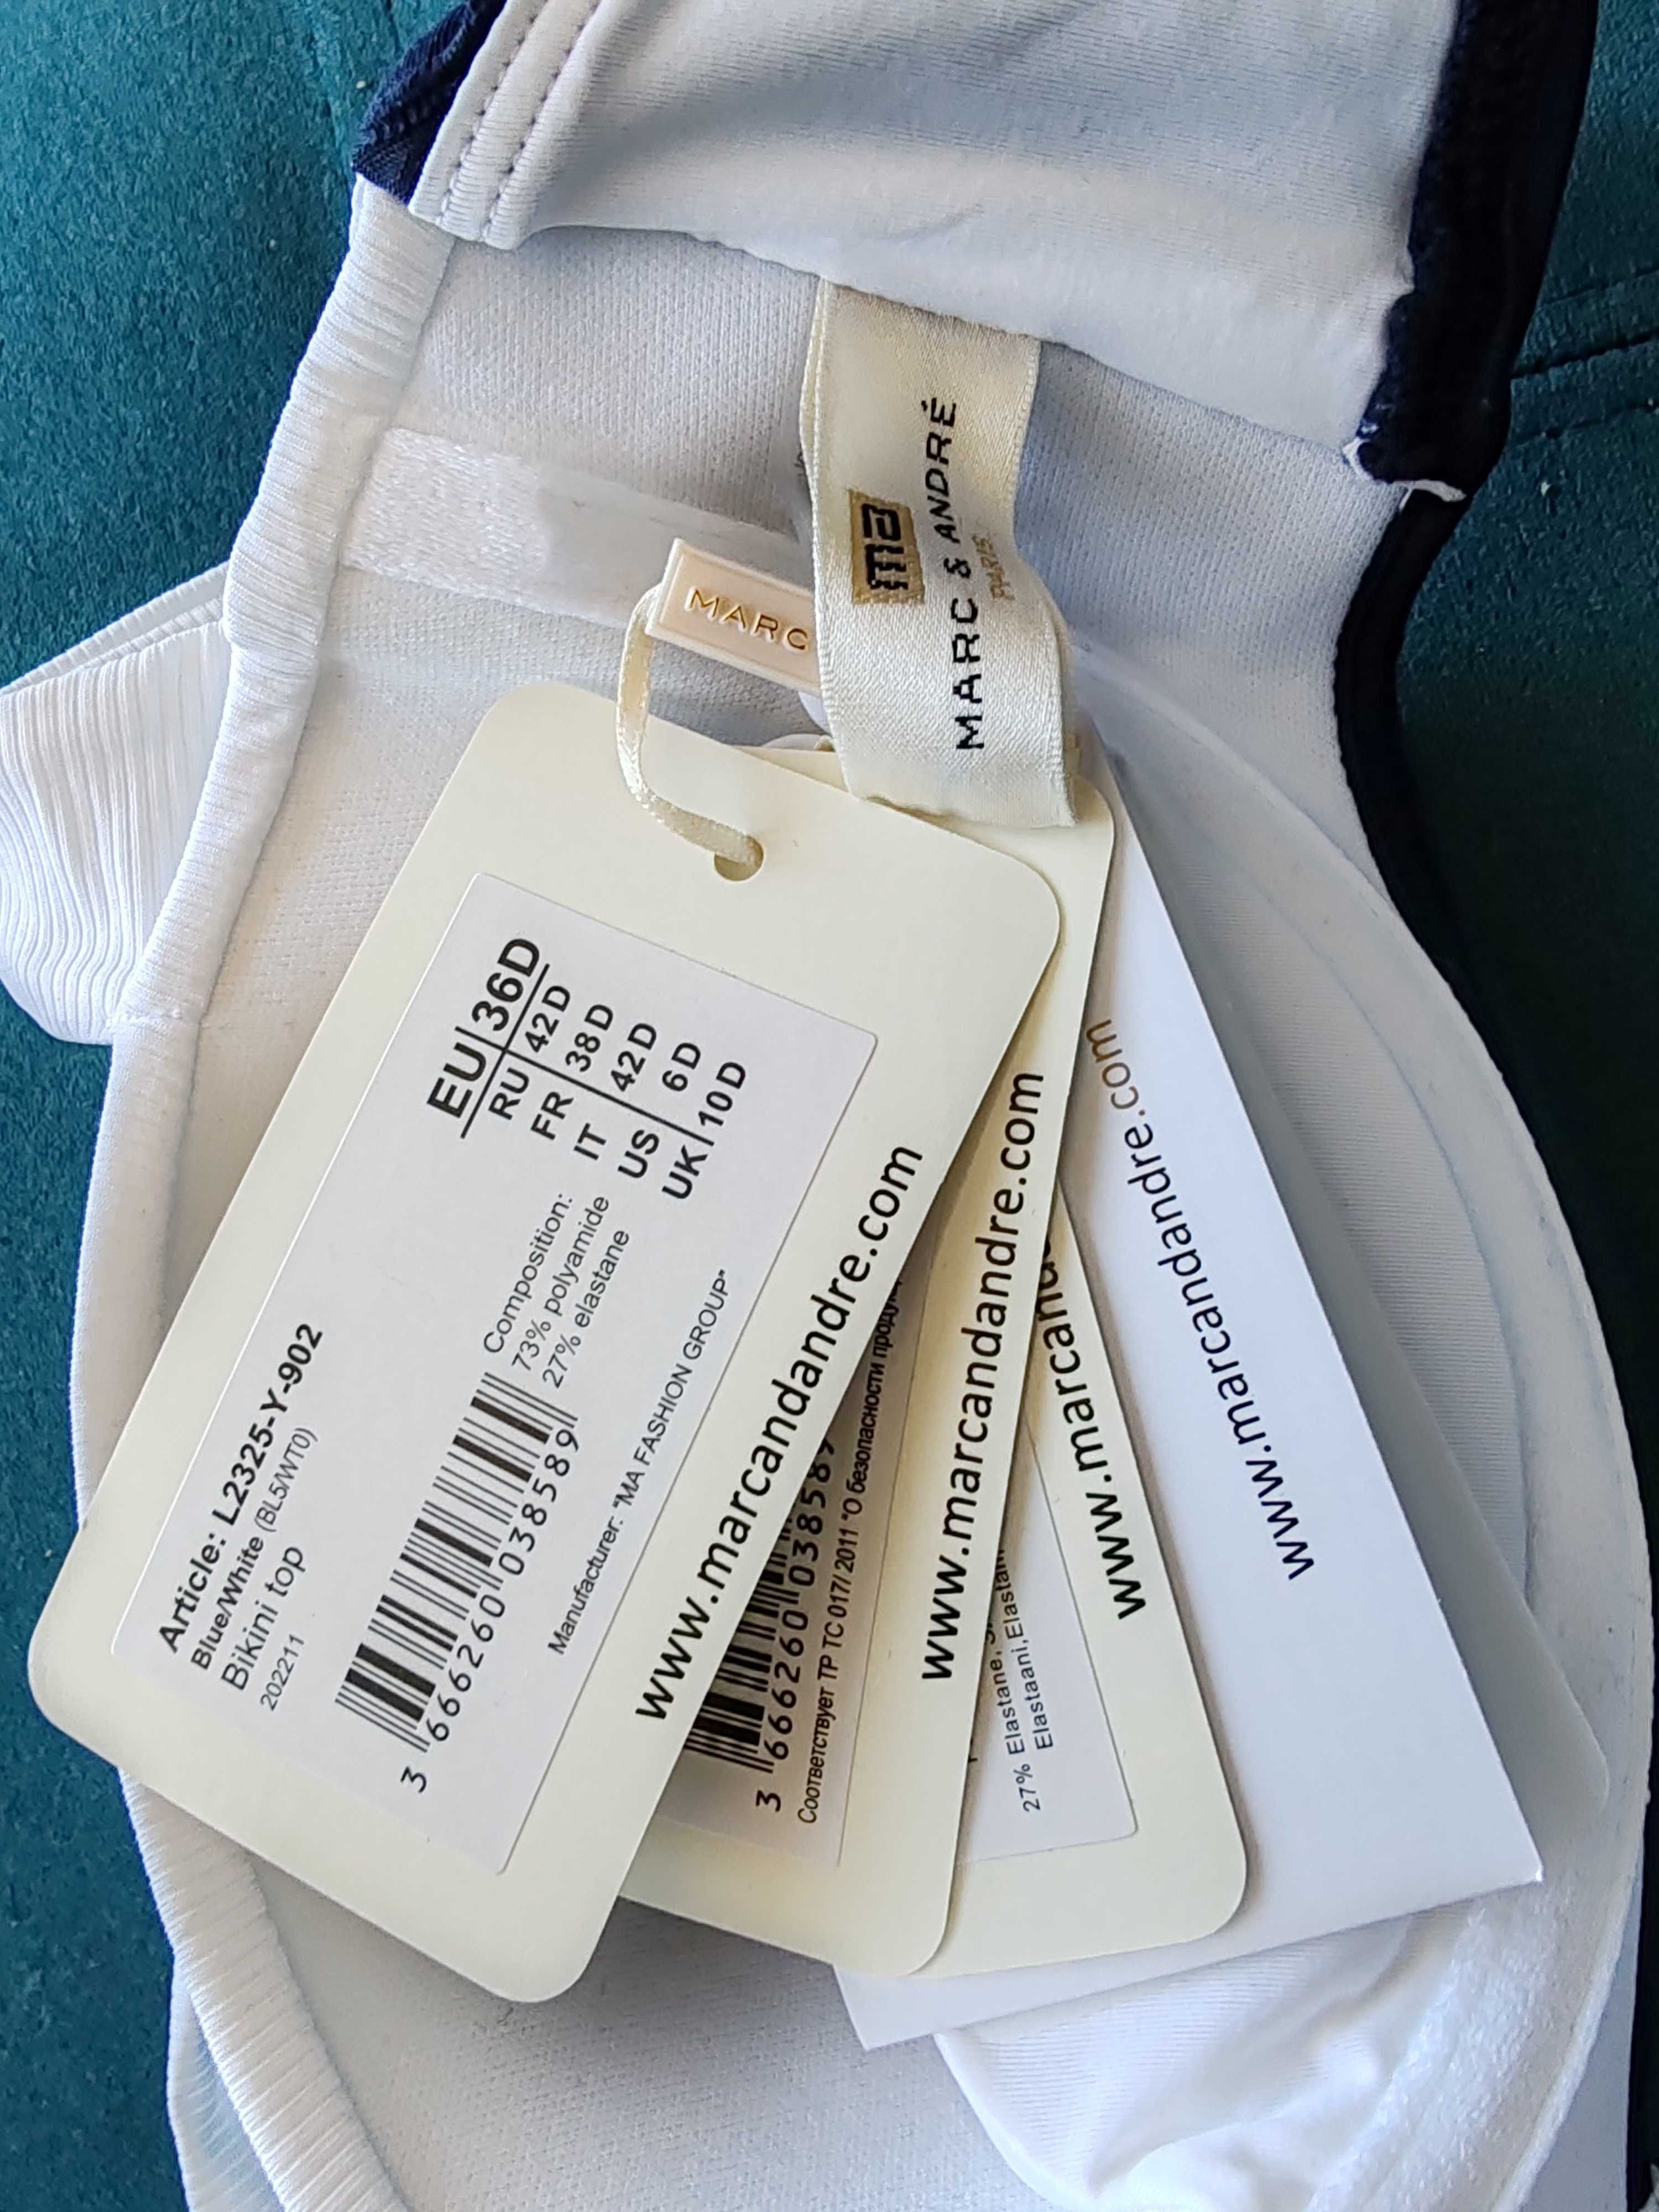 ma
MARC & ANDRÉ
PARIS
MARC
EU 36D
RU 42D
FR 38D
IT 42D
US 6D
UK 10D
Article: L2325-Y-902
Blue/White (BL5/WT0)
Bikini top
202211
Composition:
73% polyamide
27% elastane
3 666260 038589
Manufacturer: "MA FASHION GROUP"
www.marcandandre.com
3 666260 038589
Соответствует ТР ТС 017/ 2011 "О безопасности
www.marcandandre.com
27% Elastane,
Elastaani, Elastan
www.marcand
www.marcandandre.com